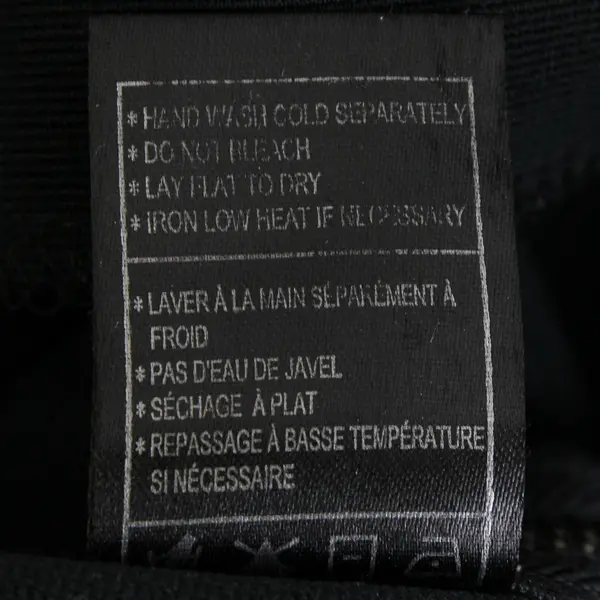 * HAND WASH COLD SEPARATELY
* DO NOT BLEACH
* LAY FLAT TO DRY
* IRON LOW HEAT IF NECESSARY
* LAVER À LA MAIN SÉPARÉMENT À
FROID
* PAS D'EAU DE JAVEL
* SÉCHAGE À PLAT
* REPASSAGE À BASSE TEMPÉRATURE
SI NÉCESSAIRE